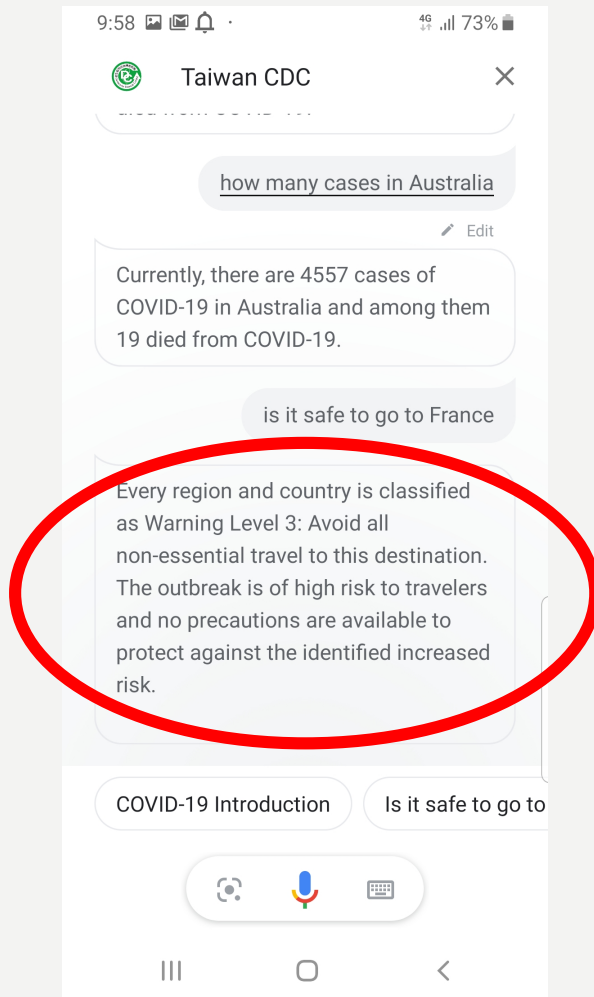 9:58
4G 73%
Taiwan CDC
how many cases in Australia
Edit
Currently, there are 4557 cases of
COVID-19 in Australia and among them
19 died from COVID-19.
is it safe to go to France
Every region and country is classified
as Warning Level 3: Avoid all
non-essential travel to this destination.
The outbreak is of high risk to travelers
and no precautions are available to
protect against the identified increased
risk.
COVID-19 Introduction
Is it safe to go to